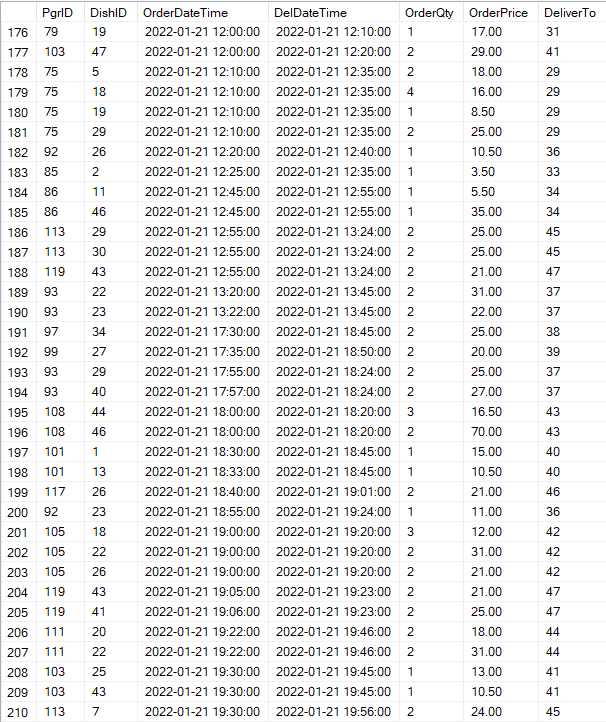 PgrID DishID OrderDateTime DelDateTime OrderQty OrderPrice DeliverTo
176 79 19 2022-01-21 12:00:00 2022-01-21 12:10:00 1 17.00 31
177 103 47 2022-01-21 12:00:00 2022-01-21 12:20:00 2 29.00 41
178 75 5 2022-01-21 12:10:00 2022-01-21 12:35:00 2 18.00 29
179 75 18 2022-01-21 12:10:00 2022-01-21 12:35:00 4 16.00 29
180 75 19 2022-01-21 12:10:00 2022-01-21 12:35:00 1 8.50 29
181 75 29 2022-01-21 12:10:00 2022-01-21 12:35:00 2 25.00 29
182 92 26 2022-01-21 12:20:00 2022-01-21 12:40:00 1 10.50 36
183 85 2 2022-01-21 12:25:00 2022-01-21 12:35:00 1 3.50 33
184 86 11 2022-01-21 12:45:00 2022-01-21 12:55:00 1 5.50 34
185 86 46 2022-01-21 12:45:00 2022-01-21 12:55:00 1 35.00 34
186 113 29 2022-01-21 12:55:00 2022-01-21 13:24:00 2 25.00 45
187 113 30 2022-01-21 12:55:00 2022-01-21 13:24:00 2 25.00 45
188 119 43 2022-01-21 12:55:00 2022-01-21 13:24:00 2 21.00 47
189 93 22 2022-01-21 13:20:00 2022-01-21 13:45:00 2 31.00 37
190 93 23 2022-01-21 13:22:00 2022-01-21 13:45:00 2 22.00 37
191 97 34 2022-01-21 17:30:00 2022-01-21 18:45:00 2 25.00 38
192 99 27 2022-01-21 17:35:00 2022-01-21 18:50:00 2 20.00 39
193 93 29 2022-01-21 17:55:00 2022-01-21 18:24:00 2 25.00 37
194 93 40 2022-01-21 17:57:00 2022-01-21 18:24:00 2 27.00 37
195 108 44 2022-01-21 18:00:00 2022-01-21 18:20:00 3 16.50 43
196 108 46 2022-01-21 18:00:00 2022-01-21 18:20:00 2 70.00 43
197 101 1 2022-01-21 18:30:00 2022-01-21 18:45:00 1 15.00 40
198 101 13 2022-01-21 18:33:00 2022-01-21 18:45:00 1 10.50 40
199 117 26 2022-01-21 18:40:00 2022-01-21 19:01:00 2 21.00 46
200 92 23 2022-01-21 18:55:00 2022-01-21 19:24:00 1 11.00 36
201 105 18 2022-01-21 19:00:00 2022-01-21 19:20:00 3 12.00 42
202 105 22 2022-01-21 19:00:00 2022-01-21 19:20:00 2 31.00 42
203 105 26 2022-01-21 19:00:00 2022-01-21 19:20:00 2 21.00 42
204 119 43 2022-01-21 19:05:00 2022-01-21 19:23:00 2 21.00 47
205 119 41 2022-01-21 19:06:00 2022-01-21 19:23:00 2 25.00 47
206 111 20 2022-01-21 19:22:00 2022-01-21 19:46:00 2 18.00 44
207 111 22 2022-01-21 19:22:00 2022-01-21 19:46:00 2 31.00 44
208 103 25 2022-01-21 19:30:00 2022-01-21 19:45:00 1 13.00 41
209 103 43 2022-01-21 19:30:00 2022-01-21 19:45:00 1 10.50 41
210 113 7 2022-01-21 19:30:00 2022-01-21 19:56:00 2 24.00 45